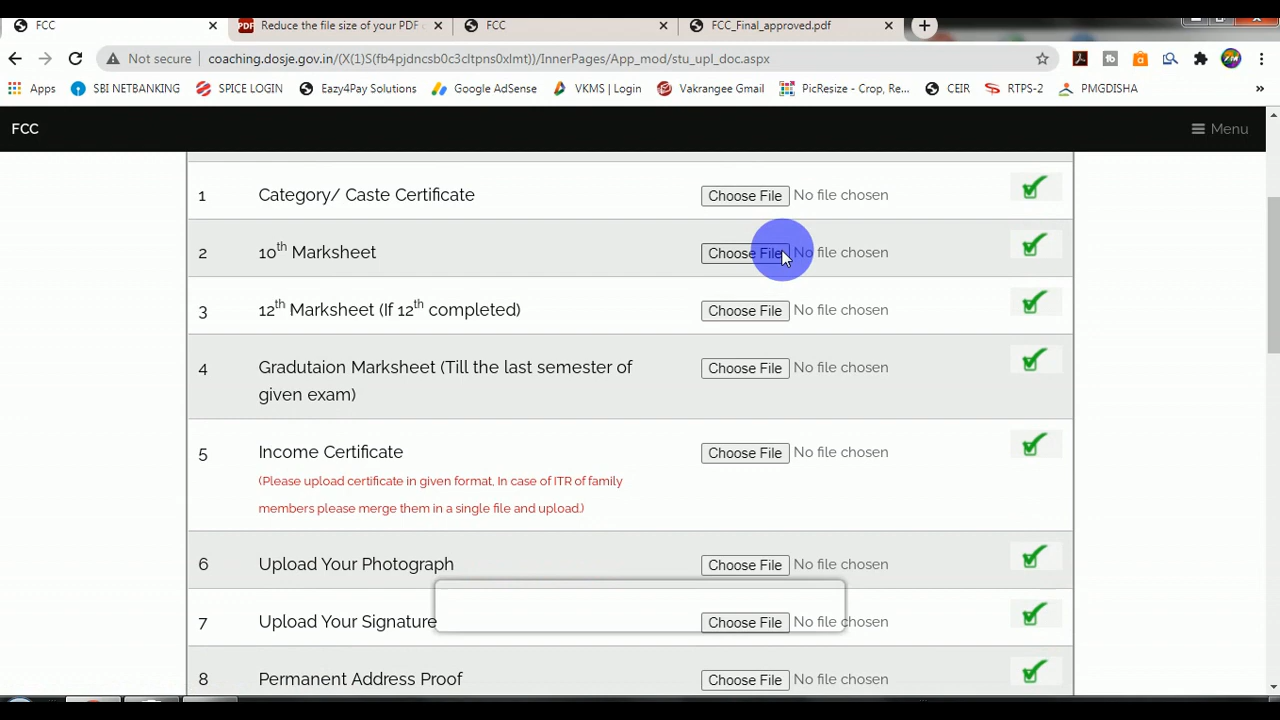 FCC
Reduce the file size of your PDF
FCC
FCC_Final_approved.pdf
Not secure
coaching.dosje.gov.in/(X(1)S(fb4pjdncsb0c3cltpns0xlmt))/InnerPages/App_mod/stu_upl_doc.aspx
Apps
SBI NETBANKING
SPICE LOGIN
Eazy4Pay Solutions
Google AdSense
VKMS | Login
Vakrangee Gmail
PicResize - Crop, Re...
CEIR
RTPS-2
PMGDISHA
»
FCC
Menu
1 Category/ Caste Certificate Choose File No file chosen
2 10th Marksheet Choose File No file chosen
3 12th Marksheet (If 12th completed) Choose File No file chosen
4 Gradutaion Marksheet (Till the last semester of Choose File No file chosen
given exam)
5 Income Certificate Choose File No file chosen
(Please upload certificate in given format, In case of ITR of family
members please merge them in a single file and upload.)
6 Upload Your Photograph Choose File No file chosen
7 Upload Your Signature Choose File No file chosen
8 Permanent Address Proof Choose File No file chosen